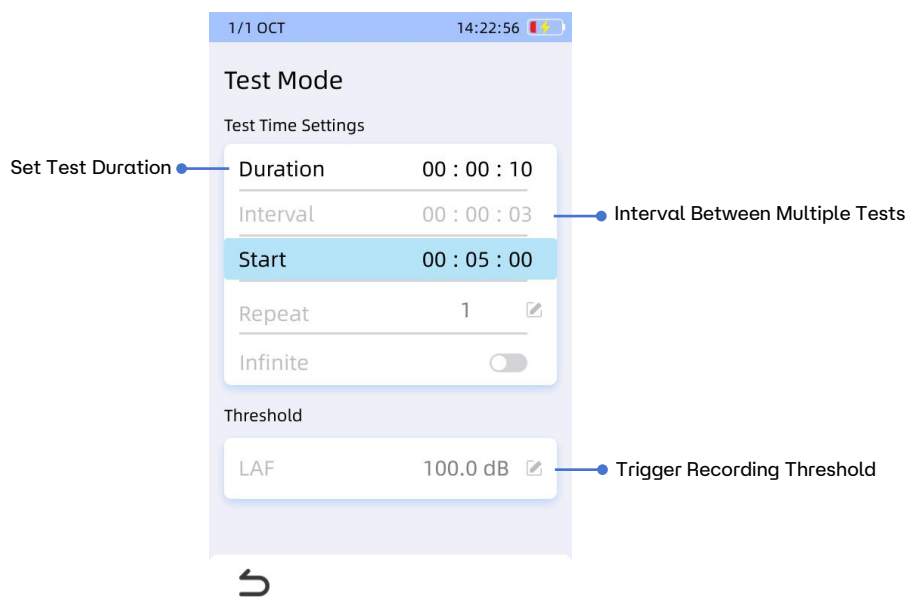 1/1 OCT 14:22:56
Test Mode
Test Time Settings
Set Test Duration
Duration 00 : 00 : 10
Interval 00 : 00 : 03
Interval Between Multiple Tests
Start 00 : 05 : 00
Repeat 1
Infinite
Threshold
LAF 100.0 dB
Trigger Recording Threshold